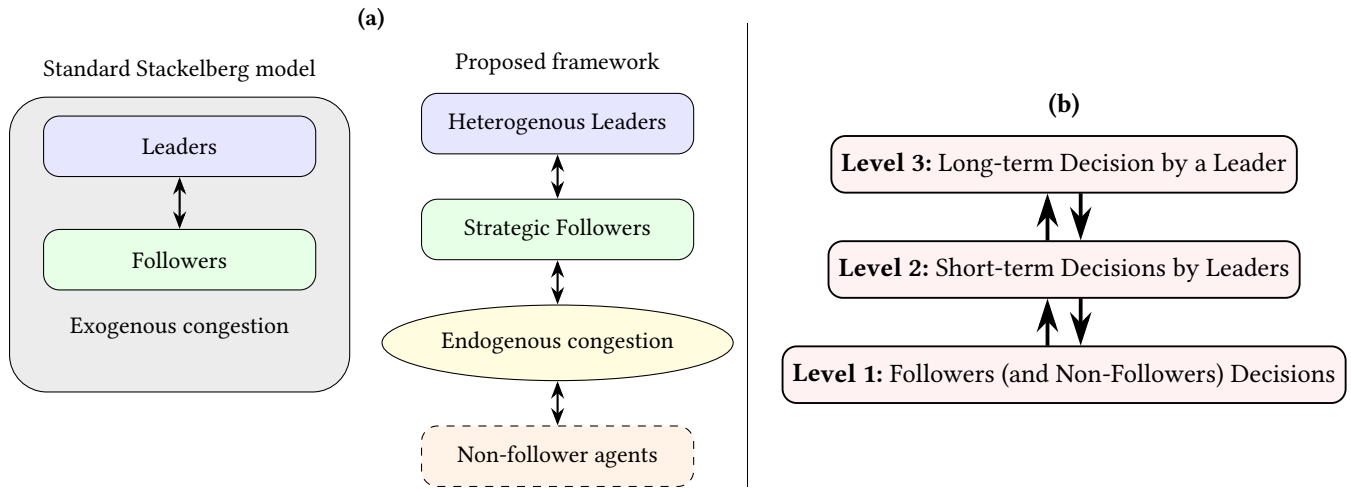 (a)
Standard Stackelberg model
Leaders
Followers
Exogenous congestion
Proposed framework
Heterogenous Leaders
Strategic Followers
Endogenous congestion
Non-follower agents
(b)
Level 3: Long-term Decision by a Leader
Level 2: Short-term Decisions by Leaders
Level 1: Followers (and Non-Followers) Decisions